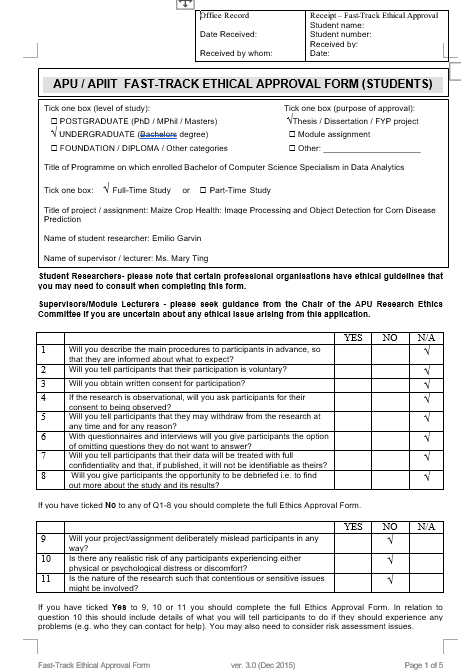 Office Record
Date Received:
Received by whom:
Receipt – Fast-Track Ethical Approval
Student name:
Student number:
Received by:
Date:
APU / APIIT FAST-TRACK ETHICAL APPROVAL FORM (STUDENTS)
Tick one box (level of study):
☐ POSTGRADUATE (PhD / MPhil / Masters)
√ UNDERGRADUATE (Bachelors degree)
☐ FOUNDATION / DIPLOMA / Other categories
Tick one box (purpose of approval):
√Thesis / Dissertation / FYP project
☐ Module assignment
☐ Other: ____________________
Title of Programme on which enrolled Bachelor of Computer Science Specialism in Data Analytics
Tick one box: √ Full-Time Study or ☐ Part-Time Study
Title of project / assignment: Maize Crop Health: Image Processing and Object Detection for Corn Disease
Prediction
Name of student researcher: Emilio Garvin
Name of supervisor / lecturer: Ms. Mary Ting
Student Researchers- please note that certain professional organisations have ethical guidelines that
you may need to consult when completing this form.
Supervisors/Module Lecturers - please seek guidance from the Chair of the APU Research Ethics
Committee if you are uncertain about any ethical issue arising from this application.
YES NO N/A
1 Will you describe the main procedures to participants in advance, so √
that they are informed about what to expect?
2 Will you tell participants that their participation is voluntary? √
3 Will you obtain written consent for participation? √
4 If the research is observational, will you ask participants for their √
consent to being observed?
5 Will you tell participants that they may withdraw from the research at √
any time and for any reason?
6 With questionnaires and interviews will you give participants the option √
of omitting questions they do not want to answer?
7 Will you tell participants that their data will be treated with full √
confidentiality and that, if published, it will not be identifiable as theirs?
8 Will you give participants the opportunity to be debriefed i.e. to find √
out more about the study and its results?
If you have ticked No to any of Q1-8 you should complete the full Ethics Approval Form.
YES NO N/A
9 Will your project/assignment deliberately mislead participants in any √
way?
10 Is there any realistic risk of any participants experiencing either √
physical or psychological distress or discomfort?
11 Is the nature of the research such that contentious or sensitive issues √
might be involved?
If you have ticked Yes to 9, 10 or 11 you should complete the full Ethics Approval Form. In relation to
question 10 this should include details of what you will tell participants to do if they should experience any
problems (e.g. who they can contact for help). You may also need to consider risk assessment issues.
Fast-Track Ethical Approval Form ver. 3.0 (Dec 2015) Page 1 of 5